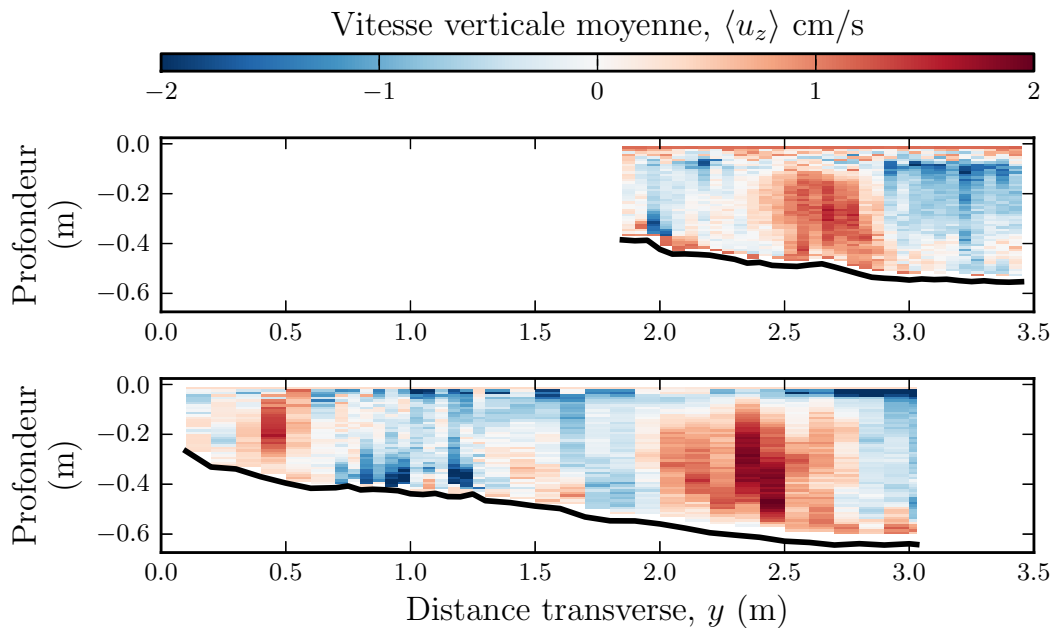 Vitesse verticale moyenne, ⟨u_z⟩ cm/s
−2 −1 0 1 2
Profondeur
(m)
0.0
−0.2
−0.4
−0.6
0.0 0.5 1.0 1.5 2.0 2.5 3.0 3.5
Profondeur
(m)
0.0
−0.2
−0.4
−0.6
0.0 0.5 1.0 1.5 2.0 2.5 3.0 3.5
Distance transverse, y (m)